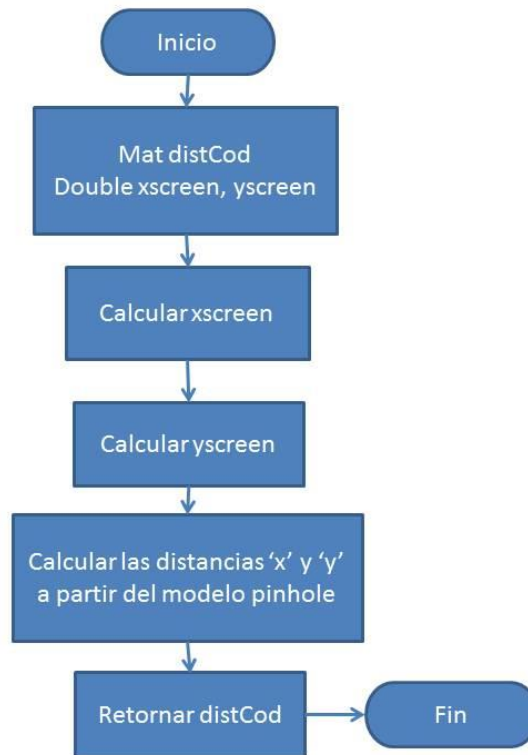 Inicio
Mat distCod
Double xscreen, yscreen
Calcular xscreen
Calcular yscreen
Calcular las distancias ‘x’ y ‘y’
a partir del modelo pinhole
Retornar distCod
Fin